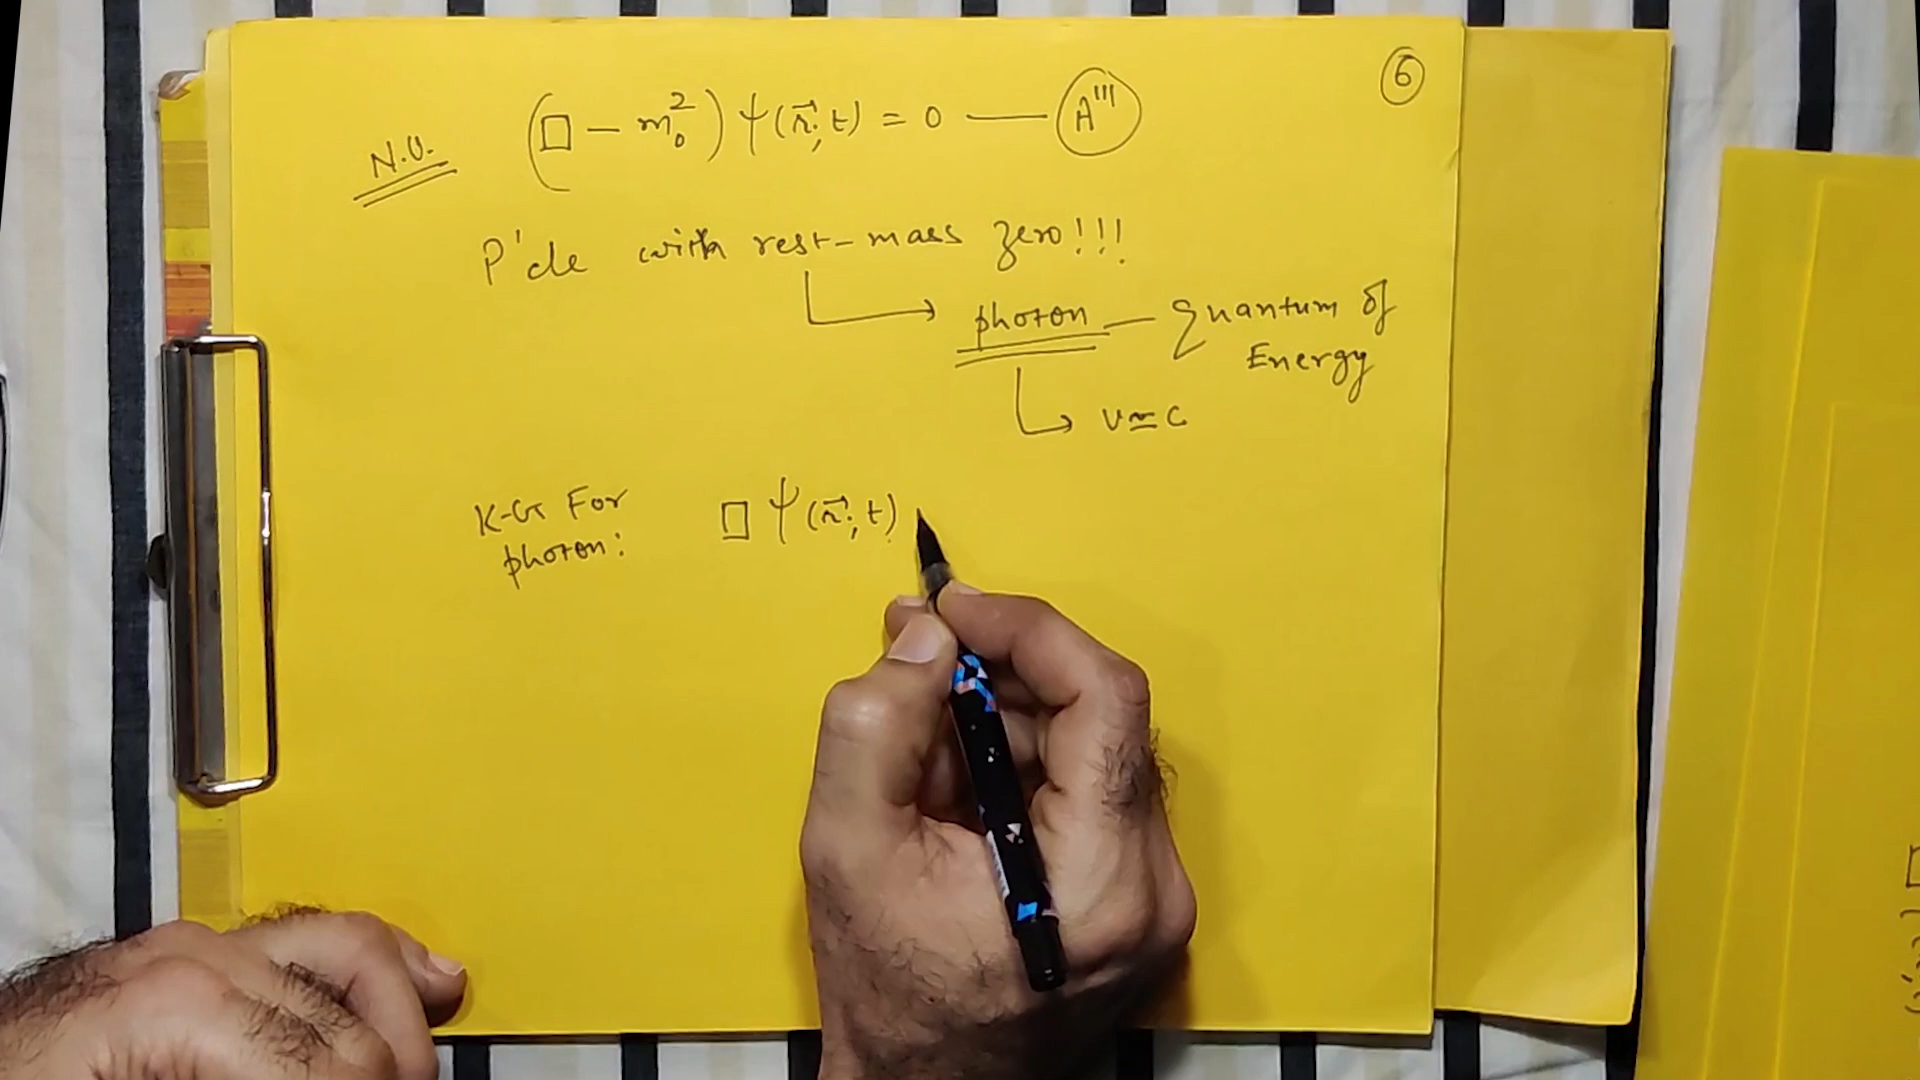 6
N.U. (□ − m₀²) ψ(r⃗, t) = 0 — A'''
P'cle with rest-mass zero!!!
photon — Quantum of
Energy
v ≃ c
K-G For □ ψ(r⃗, t)
photon: